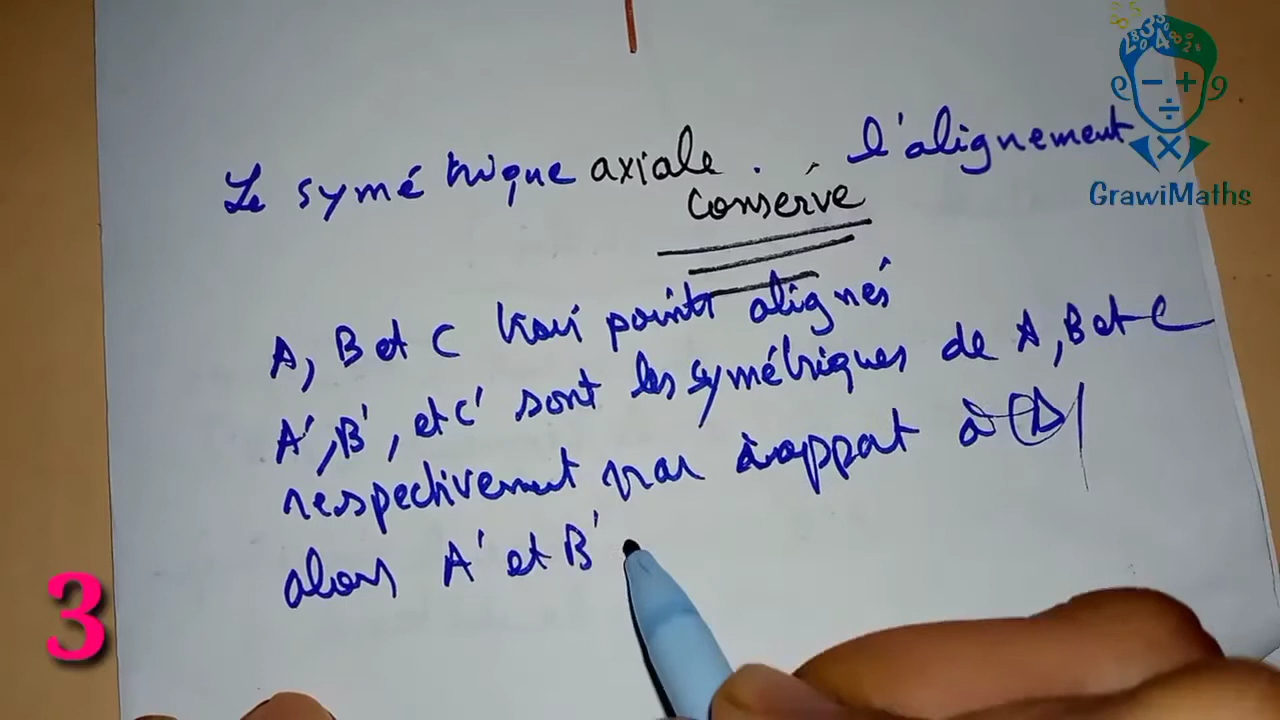 GrawiMaths
Le symétrique axiale conserve l'alignement
A, B et C trois points alignés
A', B', et C' sont les symétriques de A, B et C
respectivement par rapport à (D)
alors A' et B'
3